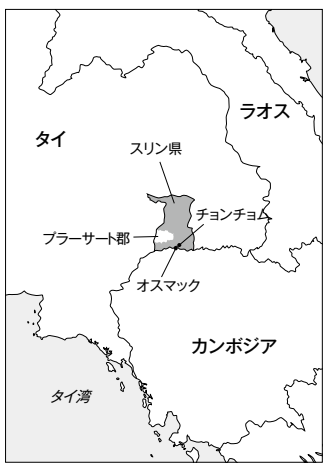 ラオス
タイ
スリン県
チョンチョム
プラーサート郡
オスマック
カンボジア
タイ湾